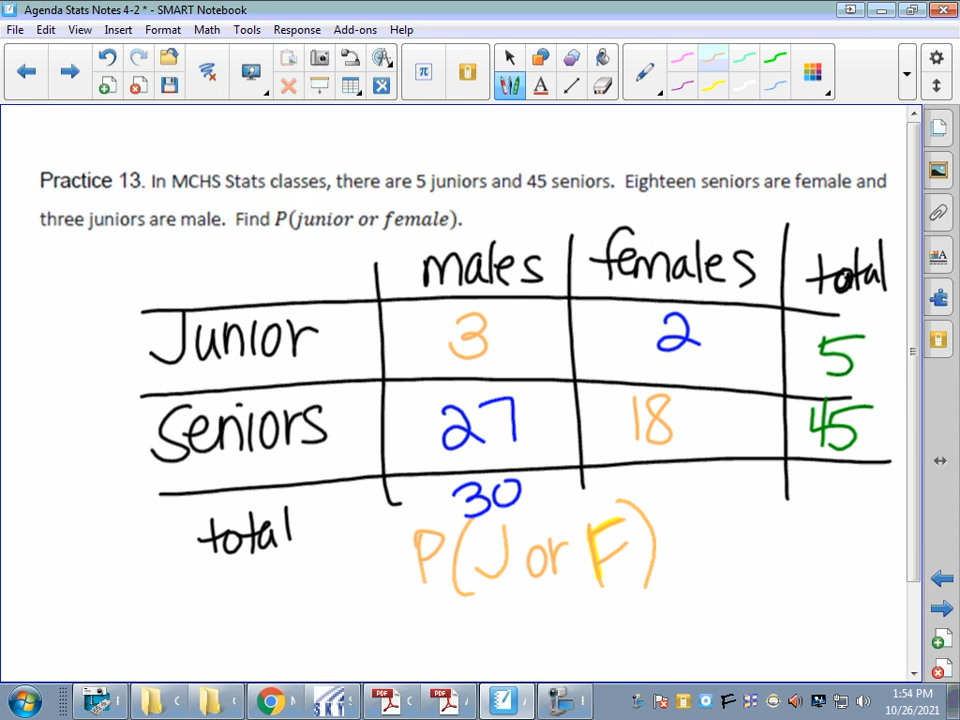 Agenda Stats Notes 4-2 * - SMART Notebook
File Edit View Insert Format Math Tools Response Add-ons Help
Practice 13. In MCHS Stats classes, there are 5 juniors and 45 seniors. Eighteen seniors are female and
three juniors are male. Find P(junior or female).
males females total
Junior 3 2 5
Seniors 27 18 45
total 30
P(J or F)
1:54 PM
10/26/2021